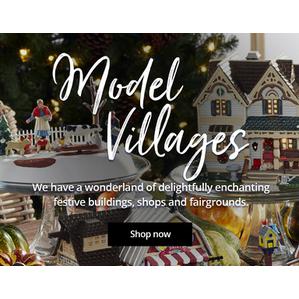 Model
Villages
We have a wonderland of delightfully enchanting
festive buildings, shops and fairgrounds.
Shop now